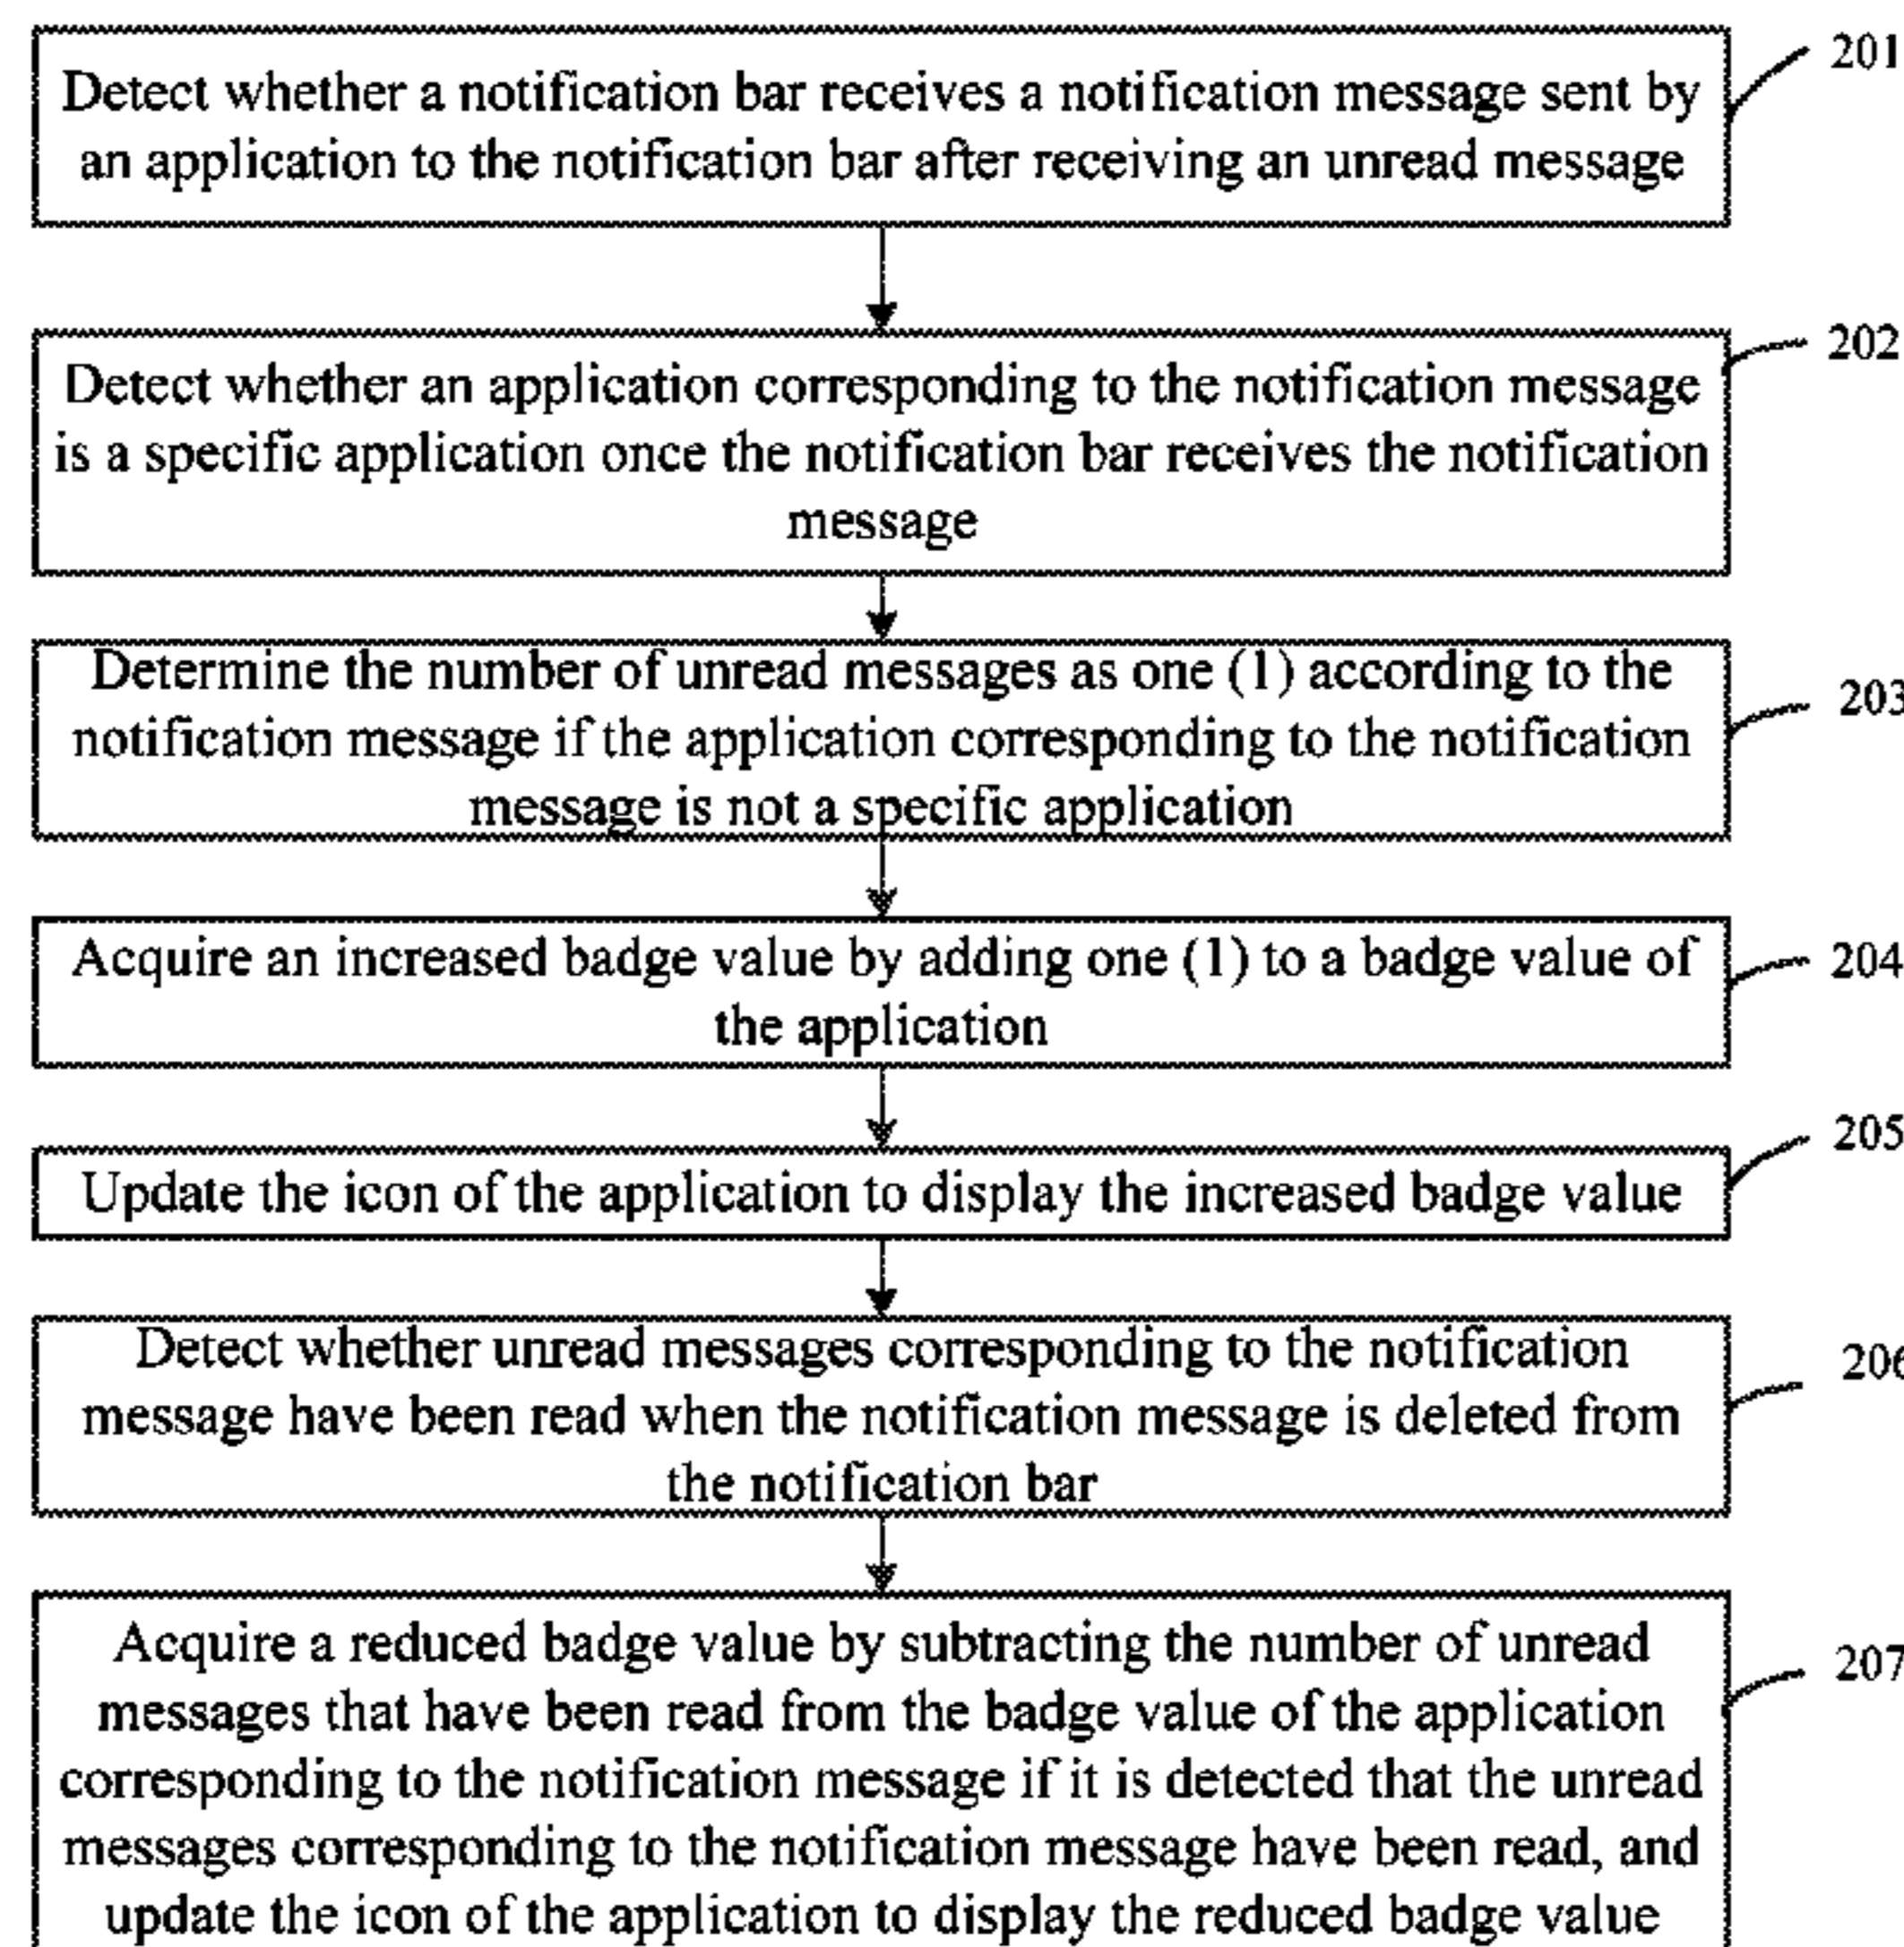 Detect whether a notification bar receives a notification message sent by
an application to the notification bar after receiving an unread message
201
Detect whether an application corresponding to the notification message
is a specific application once the notification bar receives the notification
message
202
Determine the number of unread messages as one (1) according to the
notification message if the application corresponding to the notification
message is not a specific application
203
Acquire an increased badge value by adding one (1) to a badge value of
the application
204
Update the icon of the application to display the increased badge value
205
Detect whether unread messages corresponding to the notification
message have been read when the notification message is deleted from
the notification bar
206
Acquire a reduced badge value by subtracting the number of unread
messages that have been read from the badge value of the application
corresponding to the notification message if it is detected that the unread
messages corresponding to the notification message have been read, and
update the icon of the application to display the reduced badge value
207